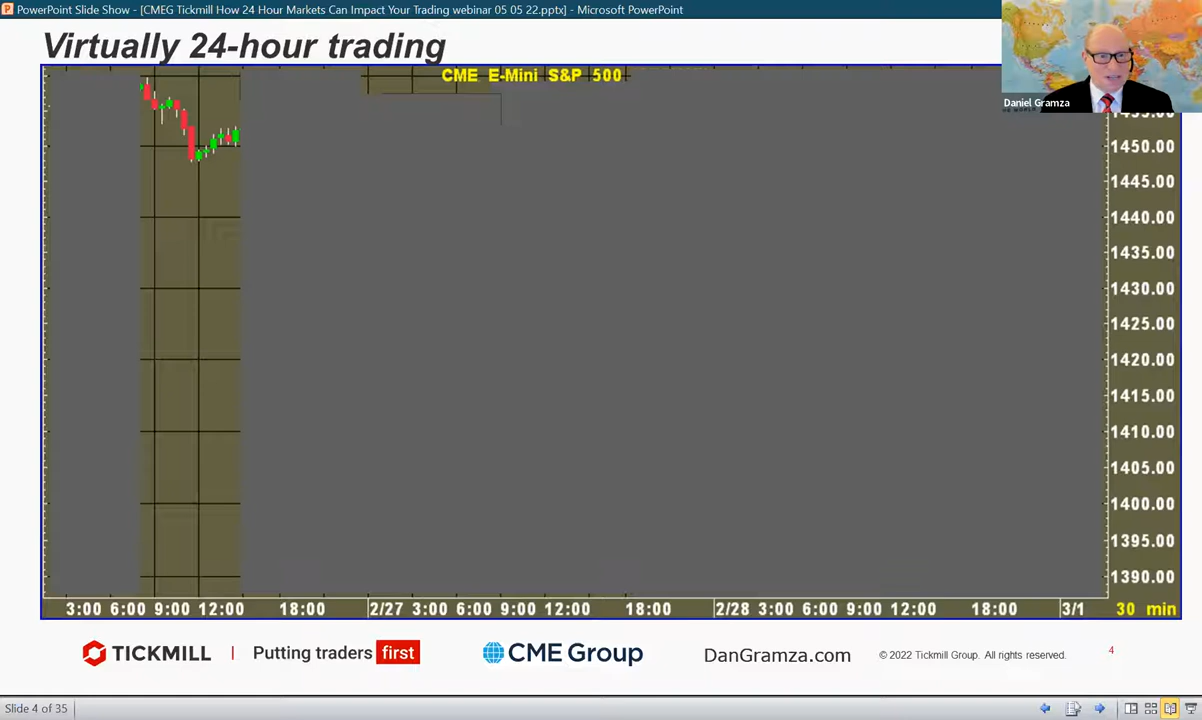 PowerPoint Slide Show - [CMEG Tickmill How 24 Hour Markets Can Impact Your Trading webinar 05 05 22.pptx] - Microsoft PowerPoint
Virtually 24-hour trading
CME E-Mini S&P 500
Daniel Gramza
1450.00
1445.00
1440.00
1435.00
1430.00
1425.00
1420.00
1415.00
1410.00
1405.00
1400.00
1395.00
1390.00
3:00 6:00 9:00 12:00 18:00 2/27 3:00 6:00 9:00 12:00 18:00 2/28 3:00 6:00 9:00 12:00 18:00 3/1 30 min
TICKMILL | Putting traders first CME Group DanGramza.com © 2022 Tickmill Group. All rights reserved. 4
Slide 4 of 35